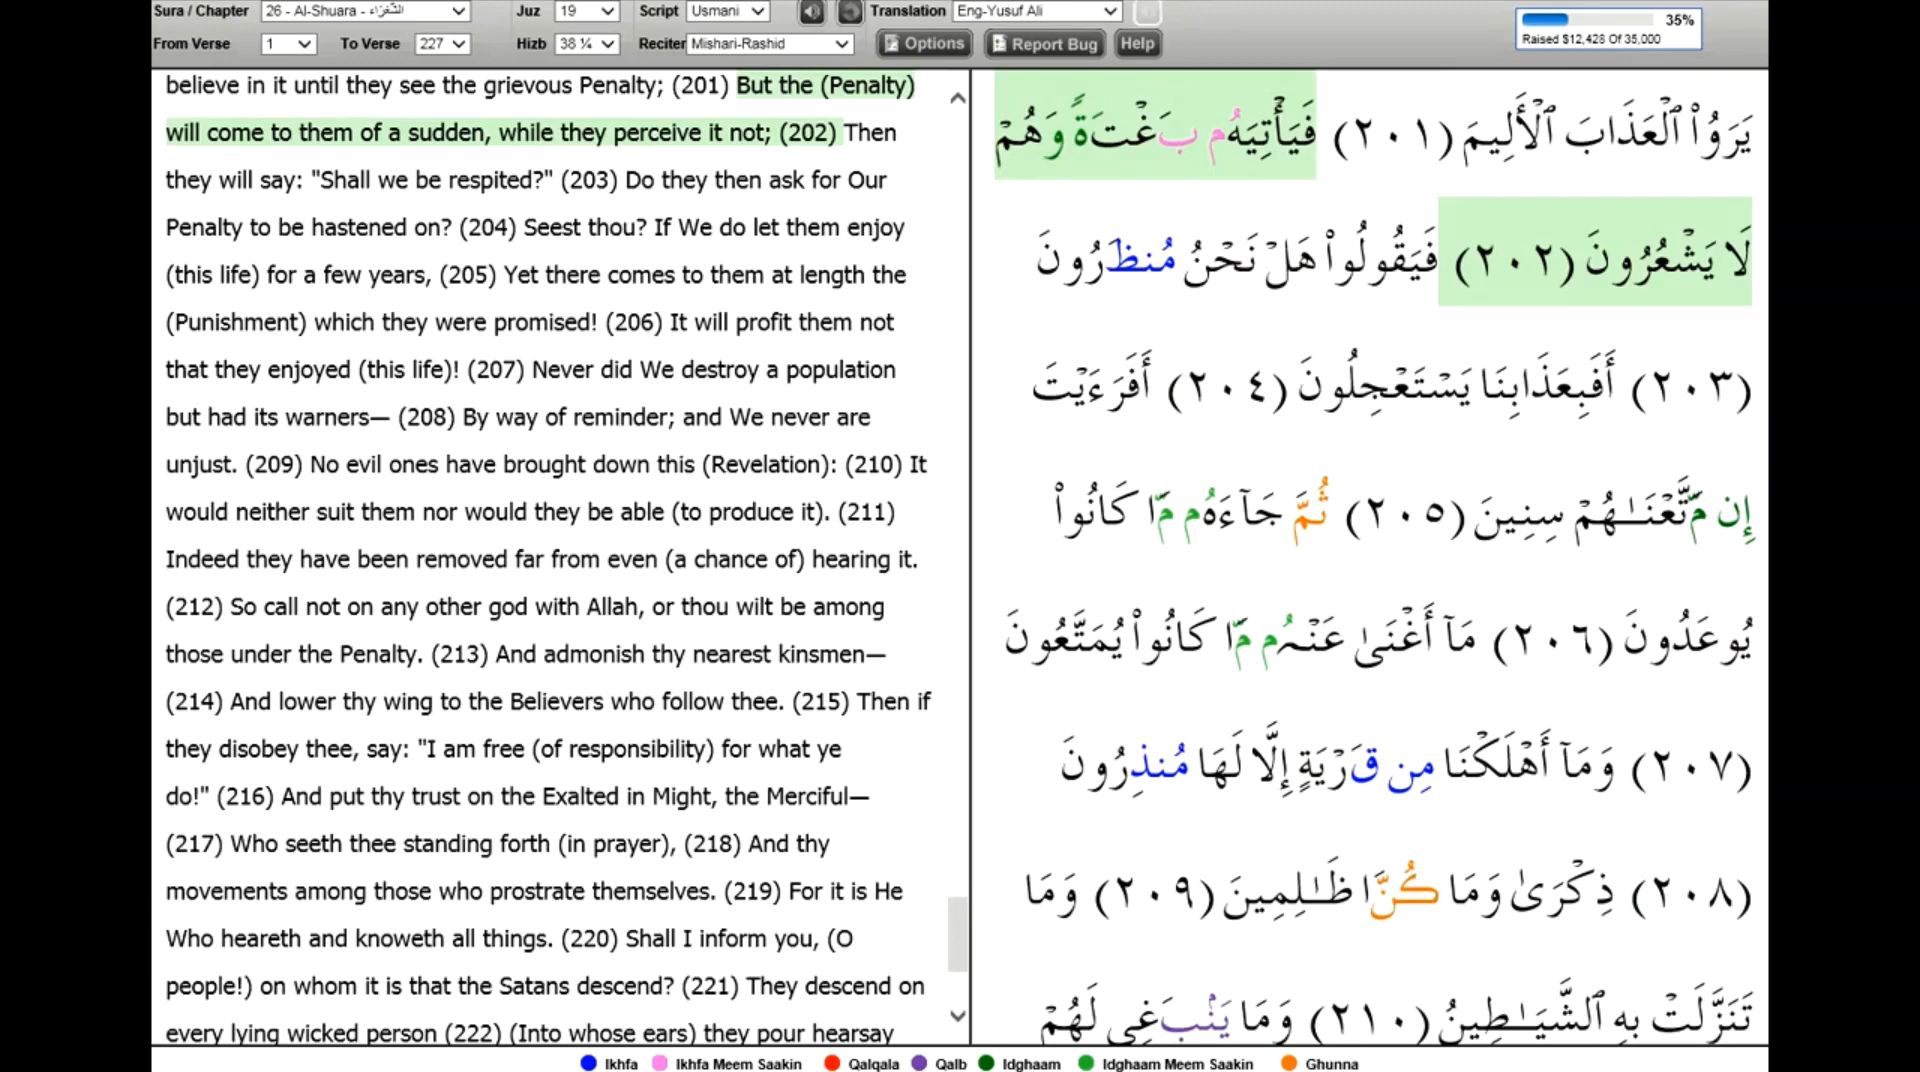 Sura / Chapter 26 - Al-Shuara - الشّعَرَاء Juz 19 Script Usmani Translation Eng-Yusuf Ali
From Verse 1 To Verse 227 Hizb 38 ¼ Reciter Mishari-Rashid Options Report Bug Help
35%
Raised $12,428 Of 35,000
believe in it until they see the grievous Penalty; (201) But the (Penalty)
will come to them of a sudden, while they perceive it not; (202) Then
they will say: "Shall we be respited?" (203) Do they then ask for Our
Penalty to be hastened on? (204) Seest thou? If We do let them enjoy
(this life) for a few years, (205) Yet there comes to them at length the
(Punishment) which they were promised! (206) It will profit them not
that they enjoyed (this life)! (207) Never did We destroy a population
but had its warners— (208) By way of reminder; and We never are
unjust. (209) No evil ones have brought down this (Revelation): (210) It
would neither suit them nor would they be able (to produce it). (211)
Indeed they have been removed far from even (a chance of) hearing it.
(212) So call not on any other god with Allah, or thou wilt be among
those under the Penalty. (213) And admonish thy nearest kinsmen—
(214) And lower thy wing to the Believers who follow thee. (215) Then if
they disobey thee, say: "I am free (of responsibility) for what ye
do!" (216) And put thy trust on the Exalted in Might, the Merciful—
(217) Who seeth thee standing forth (in prayer), (218) And thy
movements among those who prostrate themselves. (219) For it is He
Who heareth and knoweth all things. (220) Shall I inform you, (O
people!) on whom it is that the Satans descend? (221) They descend on
every lying wicked person (222) (Into whose ears) they pour hearsay
يَرَوُا۟ ٱلْعَذَابَ ٱلْأَلِيمَ (٢٠١) فَيَأْتِيَهُم بَغْتَةً وَهُمْ
لَا يَشْعُرُونَ (٢٠٢) فَيَقُولُوا۟ هَلْ نَحْنُ مُنظَرُونَ
(٢٠٣) أَفَبِعَذَابِنَا يَسْتَعْجِلُونَ (٢٠٤) أَفَرَءَيْتَ
إِن مَّتَّعْنَـٰهُمْ سِنِينَ (٢٠٥) ثُمَّ جَآءَهُم مَّا كَانُوا۟
يُوعَدُونَ (٢٠٦) مَآ أَغْنَىٰ عَنْهُم مَّا كَانُوا۟ يُمَتَّعُونَ
(٢٠٧) وَمَآ أَهْلَكْنَا مِن قَرْيَةٍ إِلَّا لَهَا مُنذِرُونَ
(٢٠٨) ذِكْرَىٰ وَمَا كُنَّا ظَـٰلِمِينَ (٢٠٩) وَمَا
تَنَزَّلَتْ بِهِ ٱلشَّيَـٰطِينُ (٢١٠) وَمَا يَنۢبَغِى لَهُمْ
Ikhfa Ikhfa Meem Saakin Qalqala Qalb Idghaam Idghaam Meem Saakin Ghunna